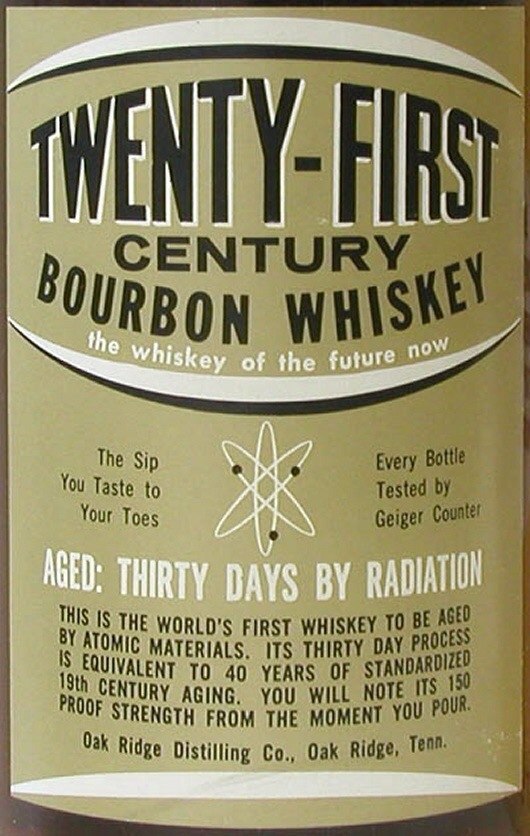 TWENTY-FIRST
CENTURY
BOURBON WHISKEY
the whiskey of the future now
The Sip
You Taste to
Your Toes
Every Bottle
Tested by
Geiger Counter
AGED: THIRTY DAYS BY RADIATION
THIS IS THE WORLD'S FIRST WHISKEY TO BE AGED
BY ATOMIC MATERIALS. ITS THIRTY DAY PROCESS
IS EQUIVALENT TO 40 YEARS OF STANDARDIZED
19th CENTURY AGING. YOU WILL NOTE ITS 150
PROOF STRENGTH FROM THE MOMENT YOU POUR.
Oak Ridge Distilling Co., Oak Ridge, Tenn.